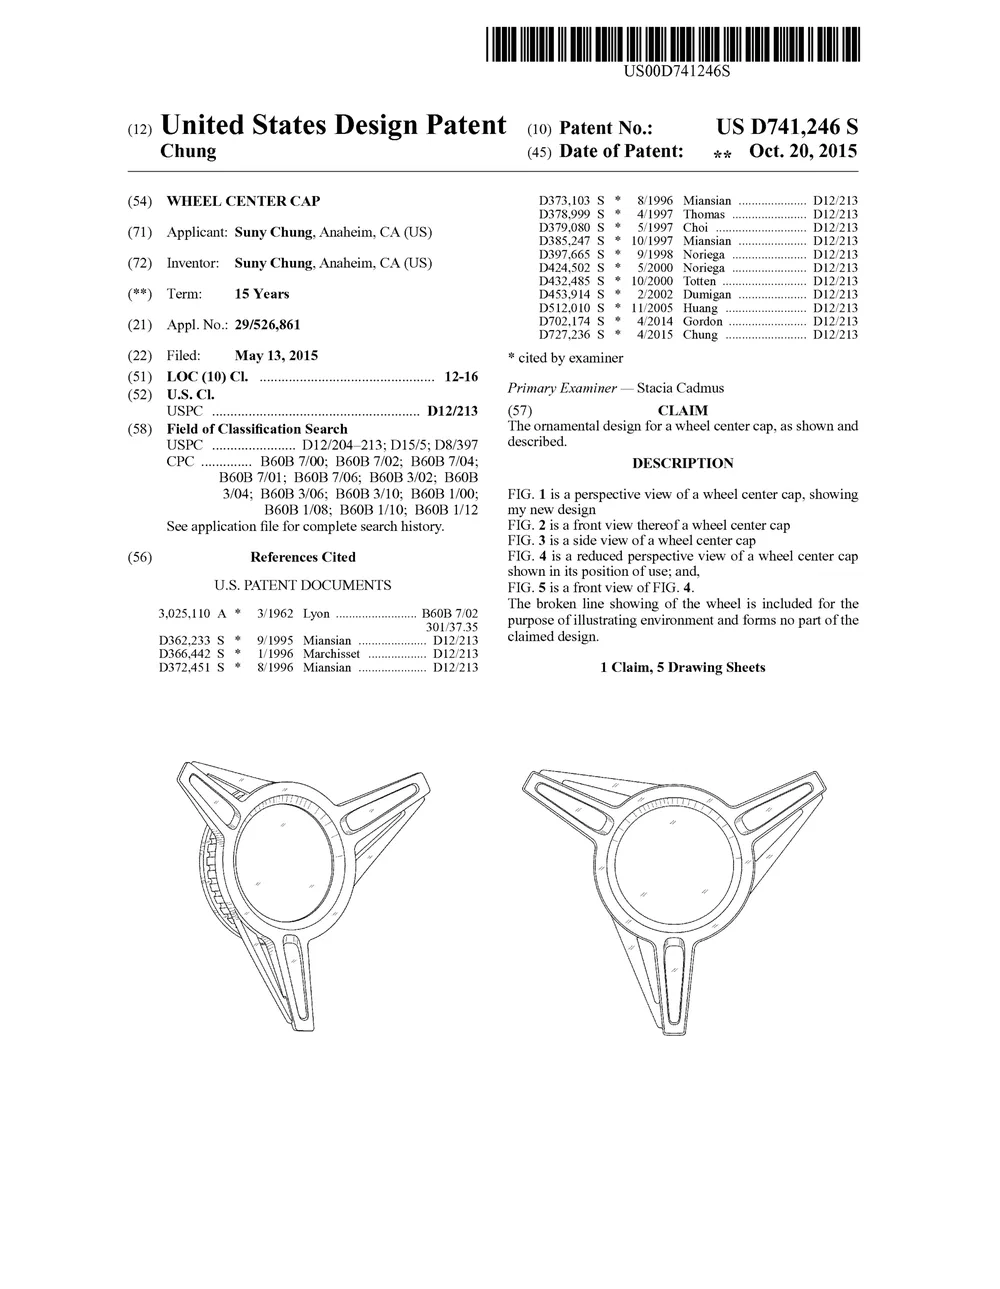 US00D741246S
(12) United States Design Patent
Chung
(10) Patent No.: US D741,246 S
(45) Date of Patent: ** Oct. 20, 2015
(54) WHEEL CENTER CAP
(71) Applicant: Suny Chung, Anaheim, CA (US)
(72) Inventor: Suny Chung, Anaheim, CA (US)
(**) Term: 15 Years
(21) Appl. No.: 29/526,861
(22) Filed: May 13, 2015
(51) LOC (10) Cl. ................................................ 12-16
(52) U.S. Cl.
USPC ........................................................ D12/213
(58) Field of Classification Search
USPC ....................... D12/204–213; D15/5; D8/397
CPC ............. B60B 7/00; B60B 7/02; B60B 7/04;
B60B 7/01; B60B 7/06; B60B 3/02; B60B
3/04; B60B 3/06; B60B 3/10; B60B 1/00;
B60B 1/08; B60B 1/10; B60B 1/12
See application file for complete search history.
(56) References Cited
U.S. PATENT DOCUMENTS
3,025,110 A * 3/1962 Lyon ........................ B60B 7/02
301/37.35
D362,233 S * 9/1995 Miansian .................... D12/213
D366,442 S * 1/1996 Marchisset ................. D12/213
D372,451 S * 8/1996 Miansian .................... D12/213
D373,103 S * 8/1996 Miansian .................... D12/213
D378,999 S * 4/1997 Thomas ...................... D12/213
D379,080 S * 5/1997 Choi ........................... D12/213
D385,247 S * 10/1997 Miansian .................... D12/213
D397,665 S * 9/1998 Noriega ...................... D12/213
D424,502 S * 5/2000 Noriega ...................... D12/213
D432,485 S * 10/2000 Totten ......................... D12/213
D453,914 S * 2/2002 Dumigan .................... D12/213
D512,010 S * 11/2005 Huang ........................ D12/213
D702,174 S * 4/2014 Gordon ....................... D12/213
D727,236 S * 4/2015 Chung ........................ D12/213
* cited by examiner
Primary Examiner — Stacia Cadmus
(57) CLAIM
The ornamental design for a wheel center cap, as shown and
described.
DESCRIPTION
FIG. 1 is a perspective view of a wheel center cap, showing
my new design
FIG. 2 is a front view thereof a wheel center cap
FIG. 3 is a side view of a wheel center cap
FIG. 4 is a reduced perspective view of a wheel center cap
shown in its position of use; and,
FIG. 5 is a front view of FIG. 4.
The broken line showing of the wheel is included for the
purpose of illustrating environment and forms no part of the
claimed design.
1 Claim, 5 Drawing Sheets